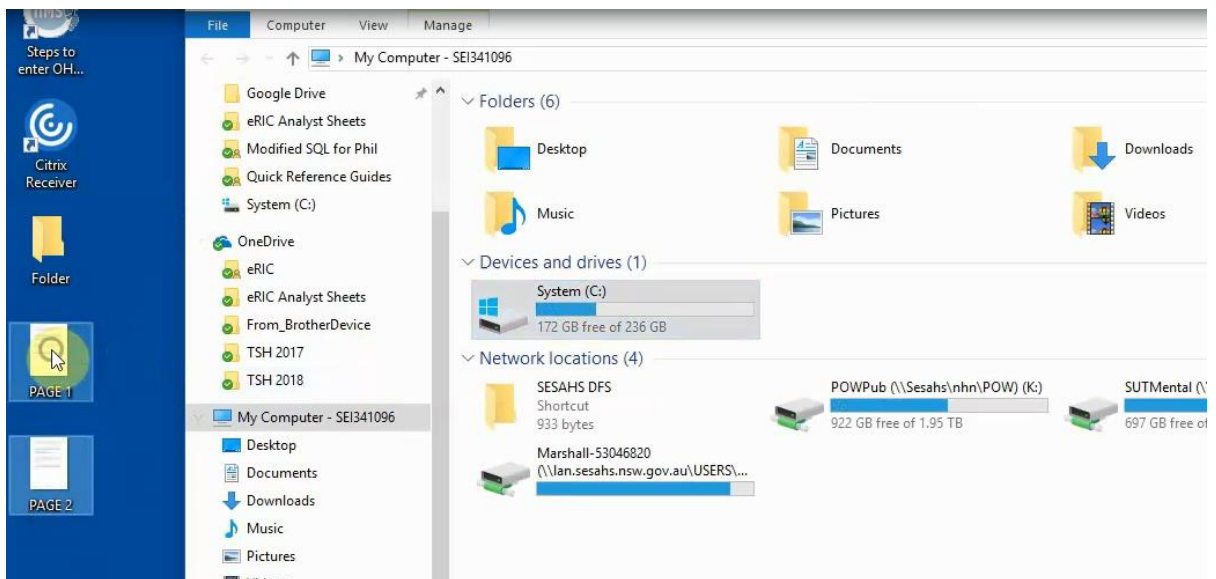 Steps to
enter OH...
Citrix
Receiver
Folder
PAGE 1
PAGE 2
File Computer View Manage
My Computer - SEI341096
Google Drive
eRIC Analyst Sheets
Modified SQL for Phil
Quick Reference Guides
System (C:)
OneDrive
eRIC
eRIC Analyst Sheets
From_BrotherDevice
TSH 2017
TSH 2018
My Computer - SEI341096
Desktop
Documents
Downloads
Music
Pictures
Folders (6)
Desktop Documents Downloads
Music Pictures Videos
Devices and drives (1)
System (C:)
172 GB free of 236 GB
Network locations (4)
SESAHS DFS
Shortcut
933 bytes
POWPub (\\Sesahs\nhn\POW) (K:)
922 GB free of 1.95 TB
SUTMental (\
697 GB free of
Marshall-53046820
(\\lan.sesahs.nsw.gov.au\USERS\...